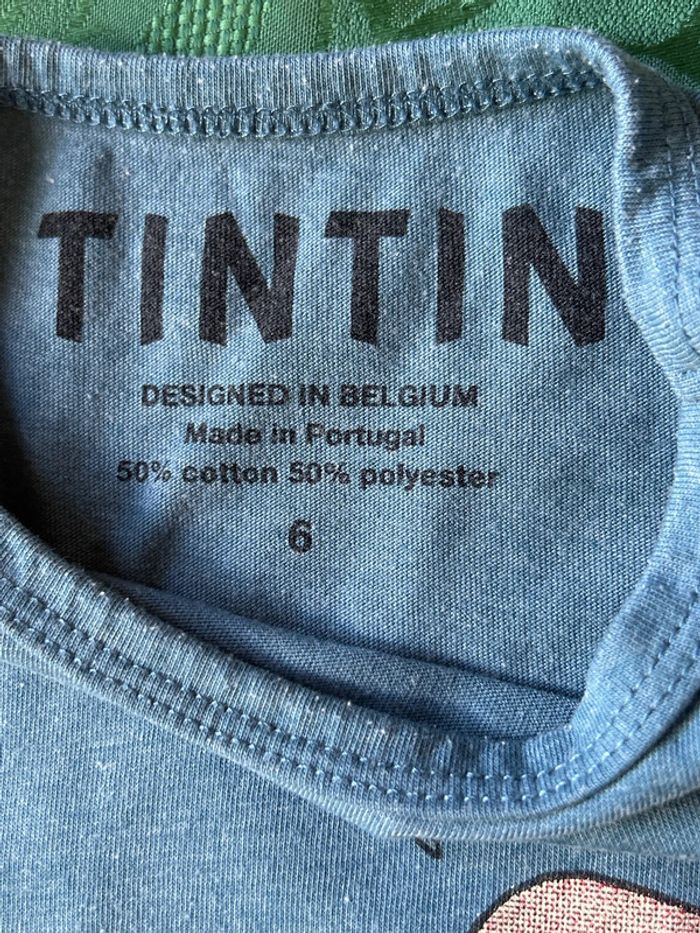 TINTIN
DESIGNED IN BELGIUM
Made in Portugal
50% cotton 50% polyester
6